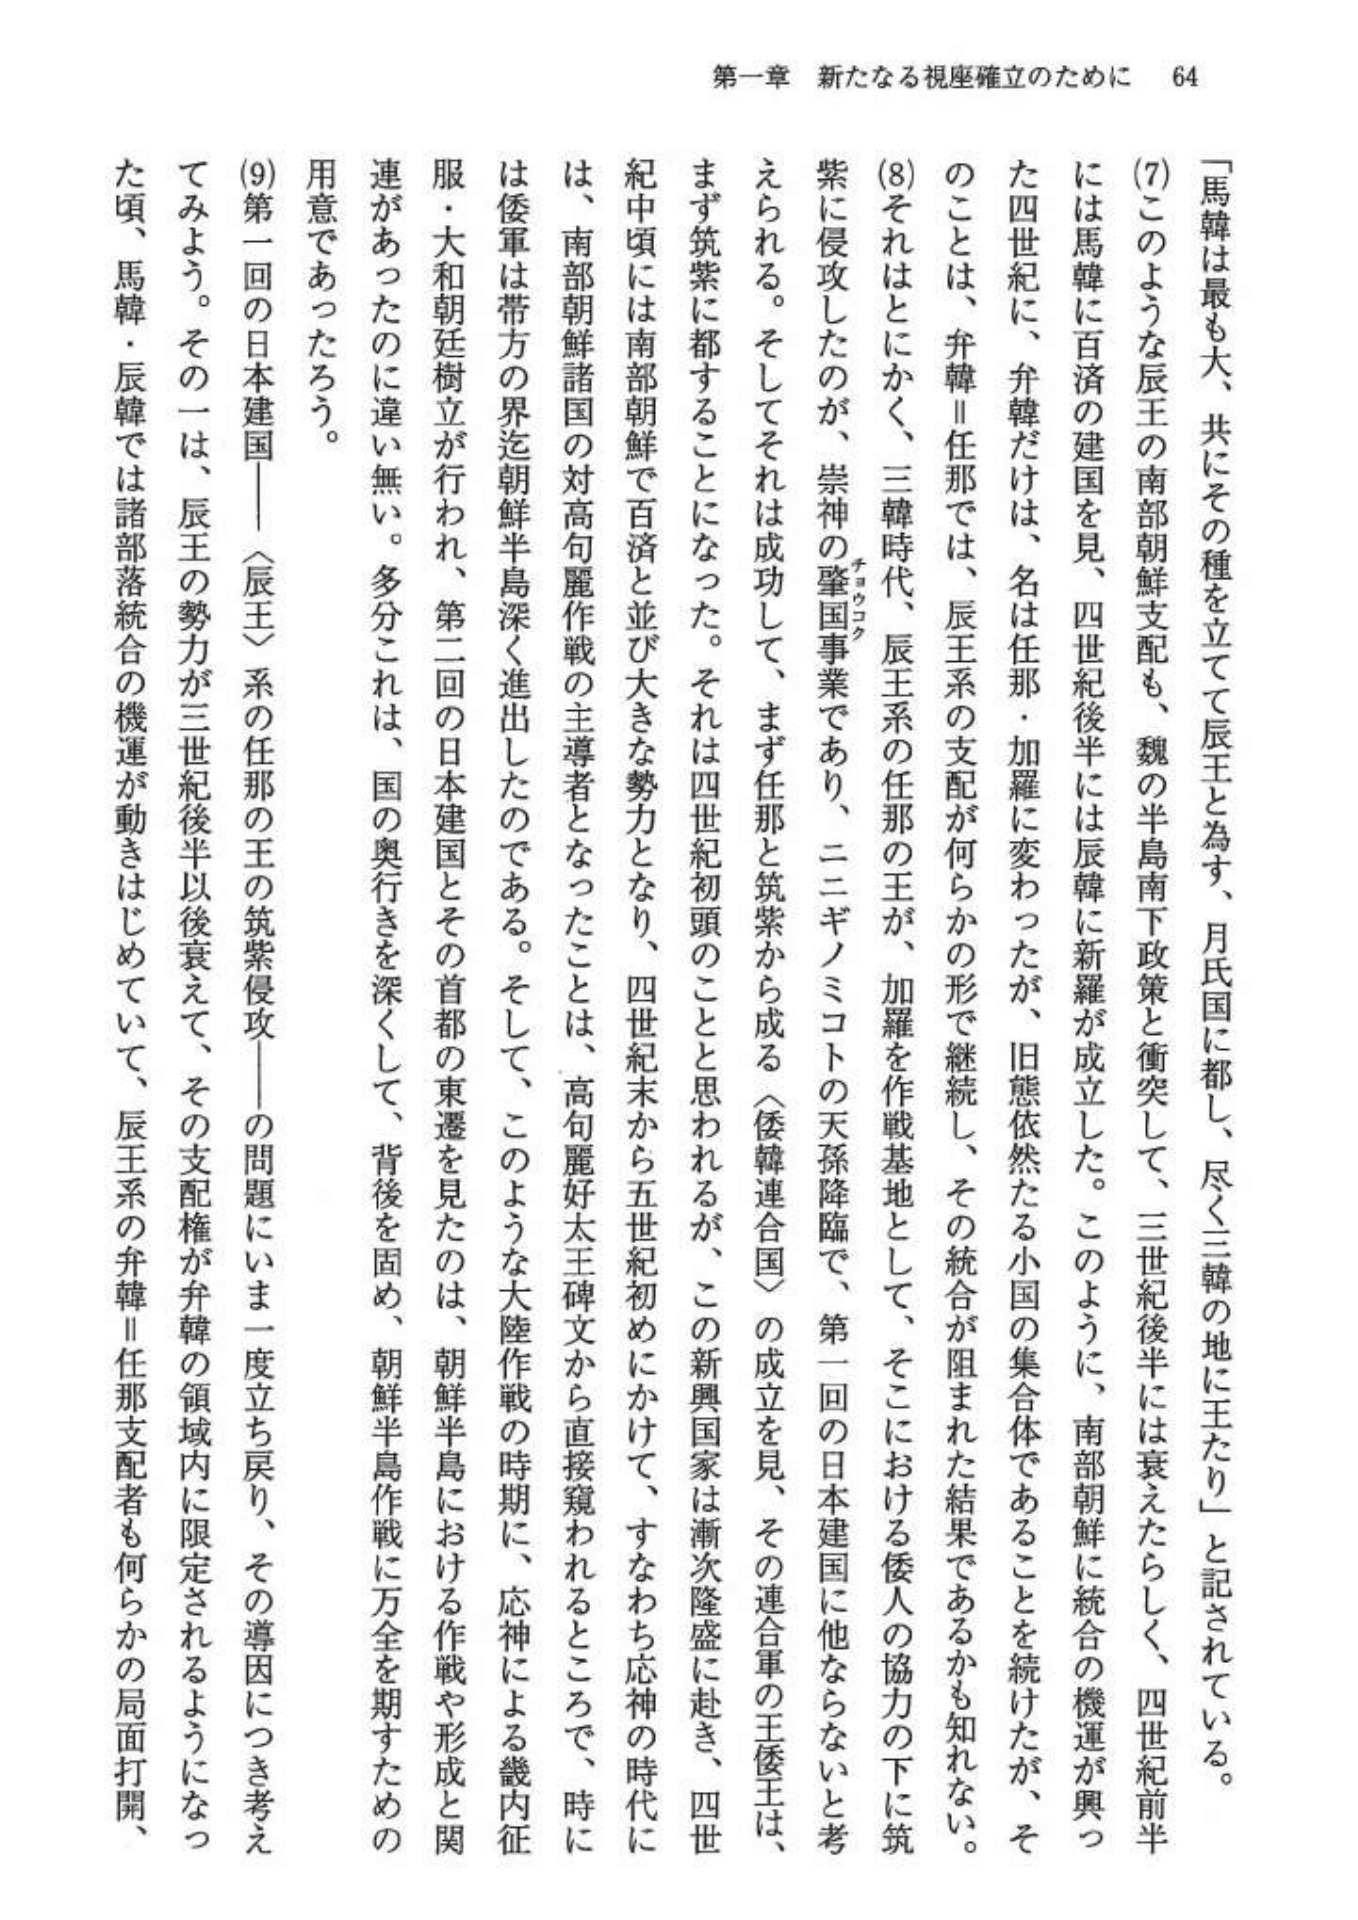 第一章　新たなる視座確立のために　64
「馬韓は最も大、共にその種を立てて辰王と為す、月氏国に都し、尽く三韓の地に王たり」と記されている。
(7)このような辰王の南部朝鮮支配も、魏の半島南下政策と衝突して、三世紀後半には衰えたらしく、四世紀前半
には馬韓に百済の建国を見、四世紀後半には辰韓に新羅が成立した。このように、南部朝鮮に統合の機運が興っ
た四世紀に、弁韓だけは、名は任那・加羅に変わったが、旧態依然たる小国の集合体であることを続けたが、そ
のことは、弁韓＝任那では、辰王系の支配が何らかの形で継続し、その統合が阻まれた結果であるかも知れない。
(8)それはとにかく、三韓時代、辰王系の任那の王が、加羅を作戦基地として、そこにおける倭人の協力の下に筑
紫に侵攻したのが、崇神の肇国事業であり、ニニギノミコトの天孫降臨で、第一回の日本建国に他ならないと考
チョウコク
えられる。そしてそれは成功して、まず任那と筑紫から成る〈倭韓連合国〉の成立を見、その連合軍の王倭王は、
まず筑紫に都することになった。それは四世紀初頭のことと思われるが、この新興国家は漸次隆盛に赴き、四世
紀中頃には南部朝鮮で百済と並び大きな勢力となり、四世紀末から五世紀初めにかけて、すなわち応神の時代に
は、南部朝鮮諸国の対高句麗作戦の主導者となったことは、高句麗好太王碑文から直接窺われるところで、時に
は倭軍は帯方の界迄朝鮮半島深く進出したのである。そして、このような大陸作戦の時期に、応神による畿内征
服・大和朝廷樹立が行われ、第二回の日本建国とその首都の東遷を見たのは、朝鮮半島における作戦や形成と関
連があったのに違い無い。多分これは、国の奥行きを深くして、背後を固め、朝鮮半島作戦に万全を期すための
用意であったろう。
(9)第一回の日本建国――〈辰王〉系の任那の王の筑紫侵攻――の問題にいま一度立ち戻り、その導因につき考え
てみよう。その一は、辰王の勢力が三世紀後半以後衰えて、その支配権が弁韓の領域内に限定されるようになっ
た頃、馬韓・辰韓では諸部落統合の機運が動きはじめていて、辰王系の弁韓＝任那支配者も何らかの局面打開、